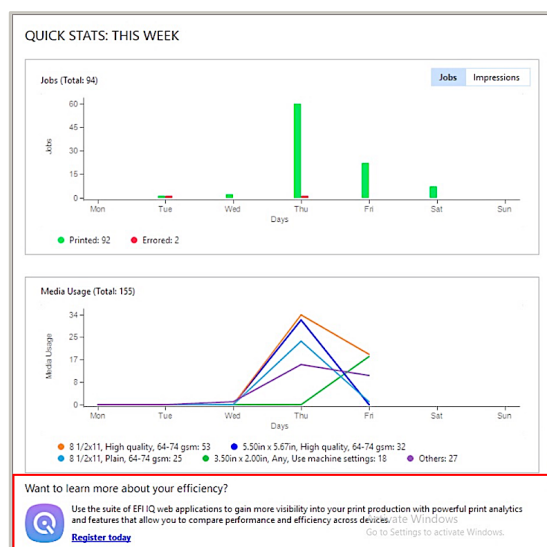 QUICK STATS: THIS WEEK
Jobs (Total: 94)
Jobs Impressions
60
45
30
15
0
Jobs
Mon Tue Wed Thu Fri Sat Sun
Days
Printed: 92 Errored: 2
Media Usage (Total: 155)
34
25
17
8
0
Media Usage
Mon Tue Wed Thu Fri Sat Sun
Days
8 1/2x11, High quality, 64-74 gsm: 53 5.50in x 5.67in, High quality, 64-74 gsm: 32
8 1/2x11, Plain, 64-74 gsm: 25 3.50in x 2.00in, Any, Use machine settings: 18 Others: 27
Want to learn more about your efficiency?
Use the suite of EFI IQ web applications to gain more visibility into your print production with powerful print analytics
and features that allow you to compare performance and efficiency across devices.
Activate Windows
Go to Settings to activate Windows.
Register today